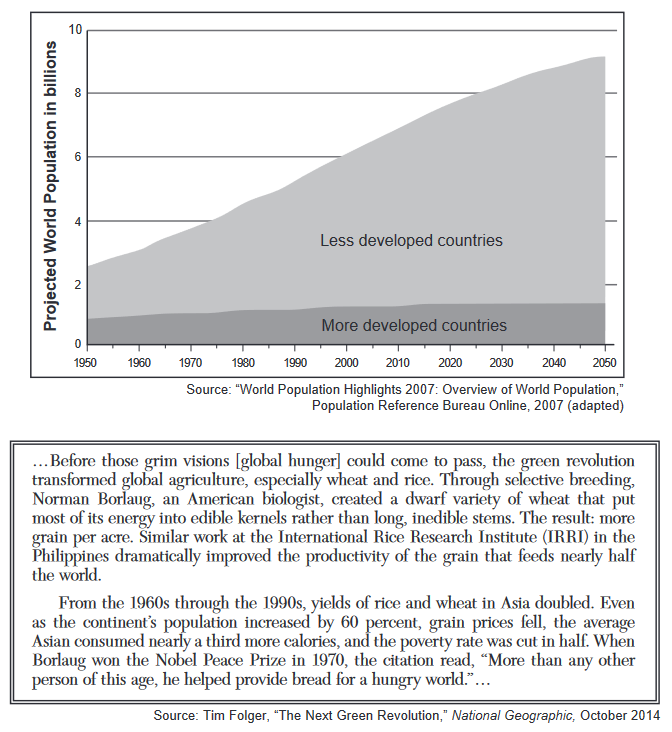 Projected World Population in billions
10
8
6
4
2
0
Less developed countries
More developed countries
1950 1960 1970 1980 1990 2000 2010 2020 2030 2040 2050
Source: “World Population Highlights 2007: Overview of World Population,”
Population Reference Bureau Online, 2007 (adapted)
…Before those grim visions [global hunger] could come to pass, the green revolution
transformed global agriculture, especially wheat and rice. Through selective breeding,
Norman Borlaug, an American biologist, created a dwarf variety of wheat that put
most of its energy into edible kernels rather than long, inedible stems. The result: more
grain per acre. Similar work at the International Rice Research Institute (IRRI) in the
Philippines dramatically improved the productivity of the grain that feeds nearly half
the world.
From the 1960s through the 1990s, yields of rice and wheat in Asia doubled. Even
as the continent’s population increased by 60 percent, grain prices fell, the average
Asian consumed nearly a third more calories, and the poverty rate was cut in half. When
Borlaug won the Nobel Peace Prize in 1970, the citation read, “More than any other
person of this age, he helped provide bread for a hungry world.”…
Source: Tim Folger, “The Next Green Revolution,” National Geographic, October 2014